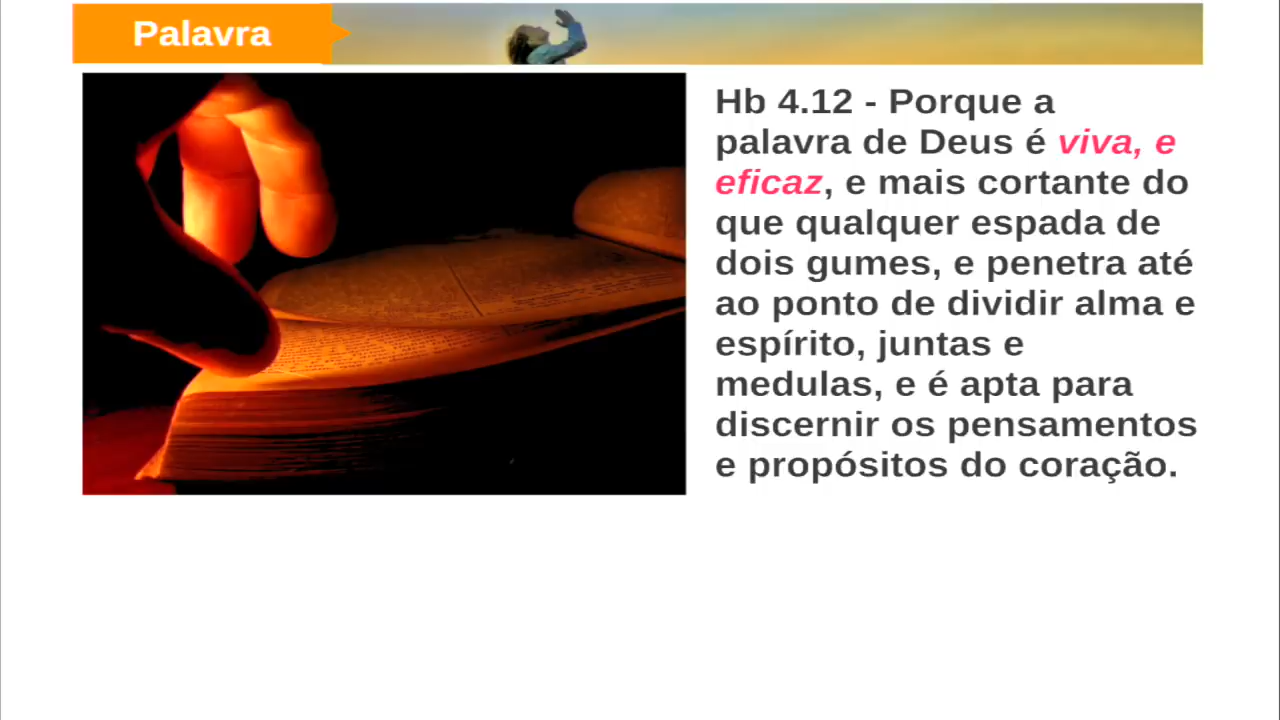 Palavra
Hb 4.12 - Porque a
palavra de Deus é viva, e
eficaz, e mais cortante do
que qualquer espada de
dois gumes, e penetra até
ao ponto de dividir alma e
espírito, juntas e
medulas, e é apta para
discernir os pensamentos
e propósitos do coração.